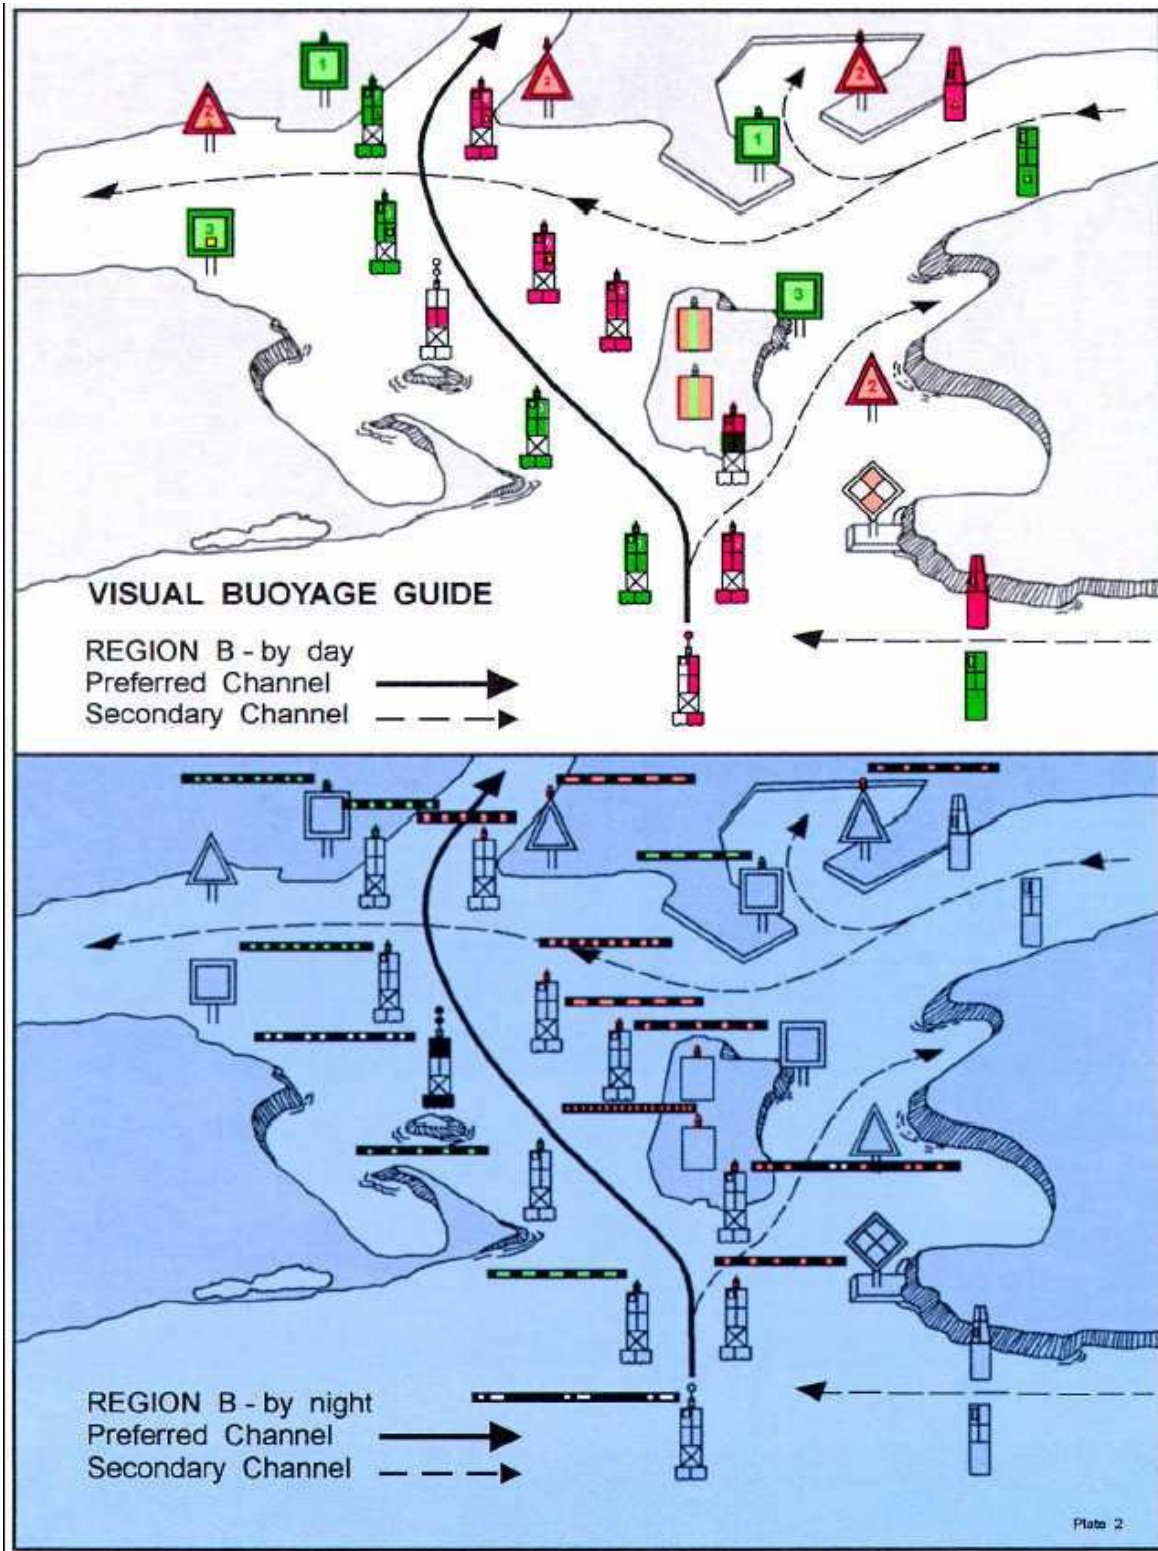 1
2
2
2
1
3
3
2
VISUAL BUOYAGE GUIDE
REGION B - by day
Preferred Channel
Secondary Channel
REGION B - by night
Preferred Channel
Secondary Channel
Plate 2